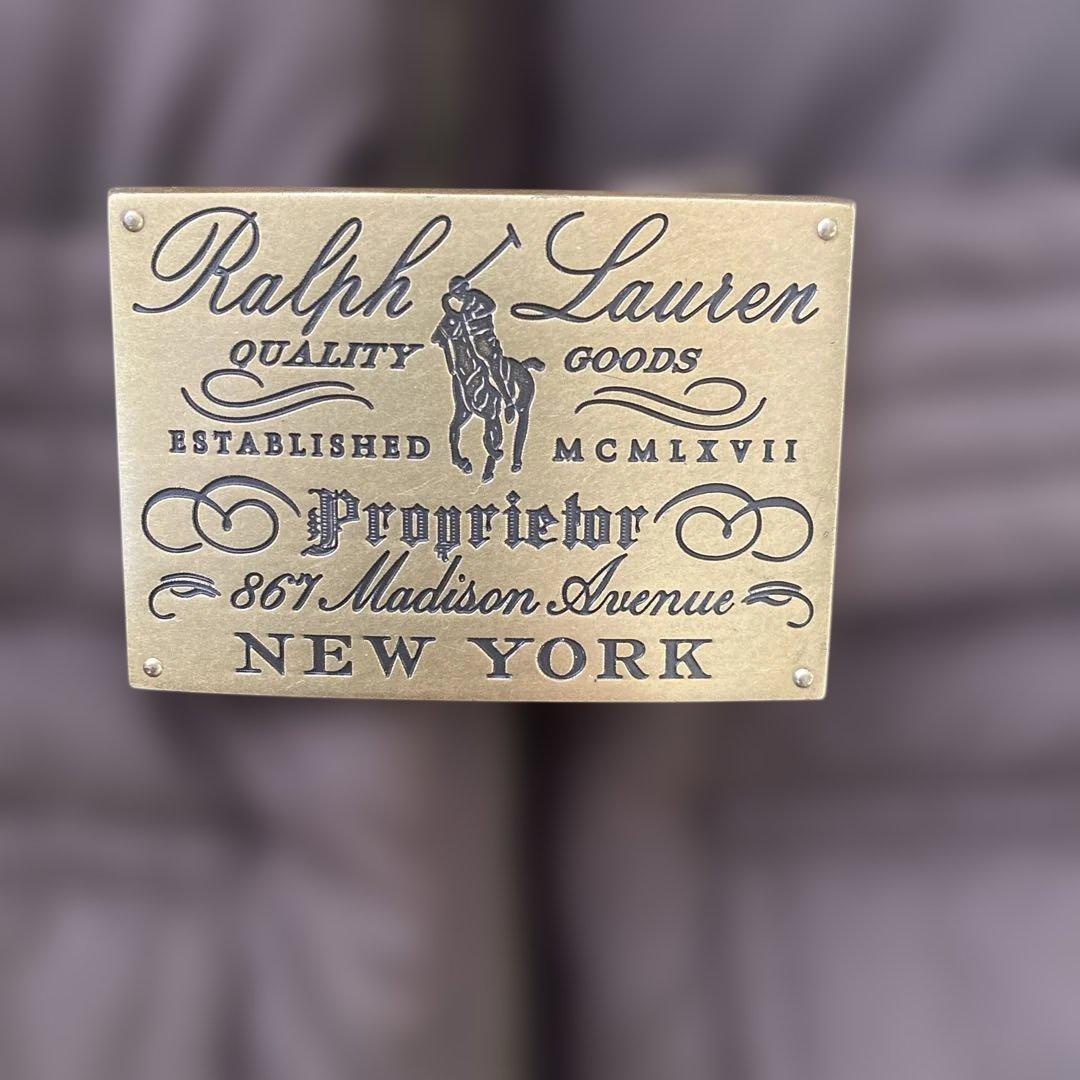 Ralph Lauren
QUALITY GOODS
ESTABLISHED MCMLXVII
Proprietor
867 Madison Avenue
NEW YORK